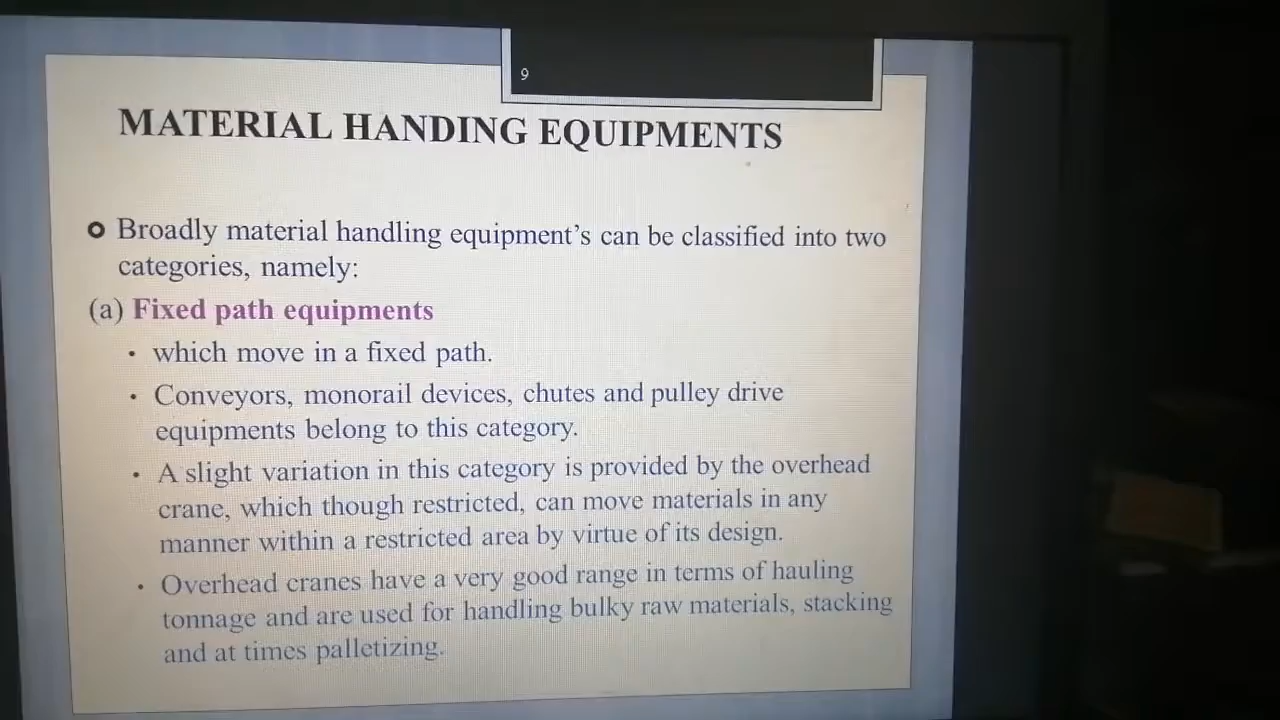 9
MATERIAL HANDING EQUIPMENTS
Broadly material handling equipment’s can be classified into two
categories, namely:
(a) Fixed path equipments
• which move in a fixed path.
• Conveyors, monorail devices, chutes and pulley drive
equipments belong to this category.
• A slight variation in this category is provided by the overhead
crane, which though restricted, can move materials in any
manner within a restricted area by virtue of its design.
• Overhead cranes have a very good range in terms of hauling
tonnage and are used for handling bulky raw materials, stacking
and at times palletizing.